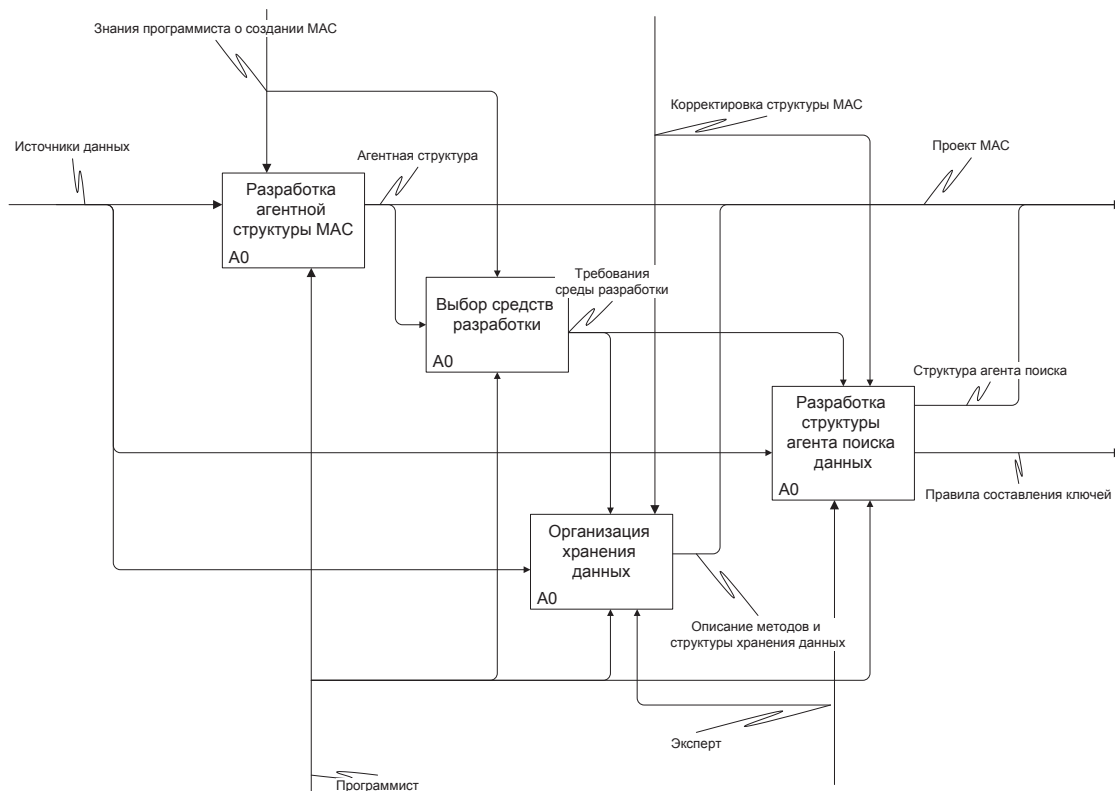 Знания программиста о создании МАС
Корректировка структуры МАС
Источники данных
Агентная структура
Проект МАС
Разработка
агентной
структуры МАС
A0
Требования
среды разработки
Выбор средств
разработки
A0
Структура агента поиска
Разработка
структуры
агента поиска
данных
A0
Правила составления ключей
Организация
хранения
данных
A0
Описание методов и
структуры хранения данных
Эксперт
Программист